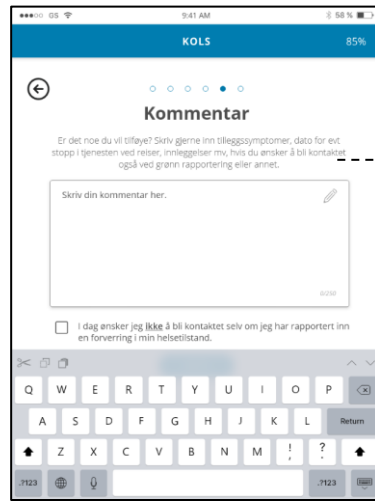 GS 9:41 AM 58 %
KOLS 85%
Kommentar
Er det noe du vil tilføye? Skriv gjerne inn tilleggssymptomer, dato for evt
stopp i tjenesten ved reiser, innleggelser mv, hvis du ønsker å bli kontaktet
også ved grønn rapportering eller annet.
Skriv din kommentar her.
0/250
I dag ønsker jeg ikke å bli kontaktet selv om jeg har rapportert inn
en forverring i min helsetilstand.
Q W E R T Y U I O P
A S D F G H J K L Return
Z X C V B N M ! , ? .
.?123 .?123